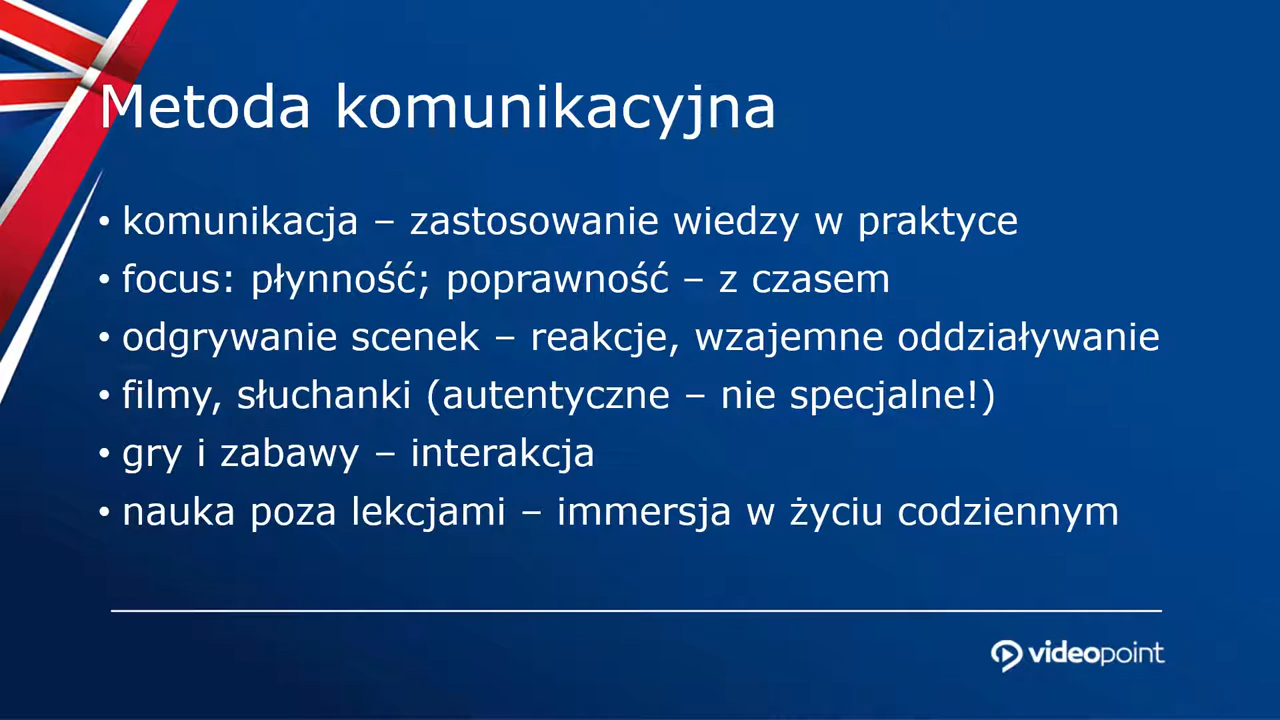 Metoda komunikacyjna
• komunikacja – zastosowanie wiedzy w praktyce
• focus: płynność; poprawność – z czasem
• odgrywanie scenek – reakcje, wzajemne oddziaływanie
• filmy, słuchanki (autentyczne – nie specjalne!)
• gry i zabawy – interakcja
• nauka poza lekcjami – immersja w życiu codziennym
videopoint